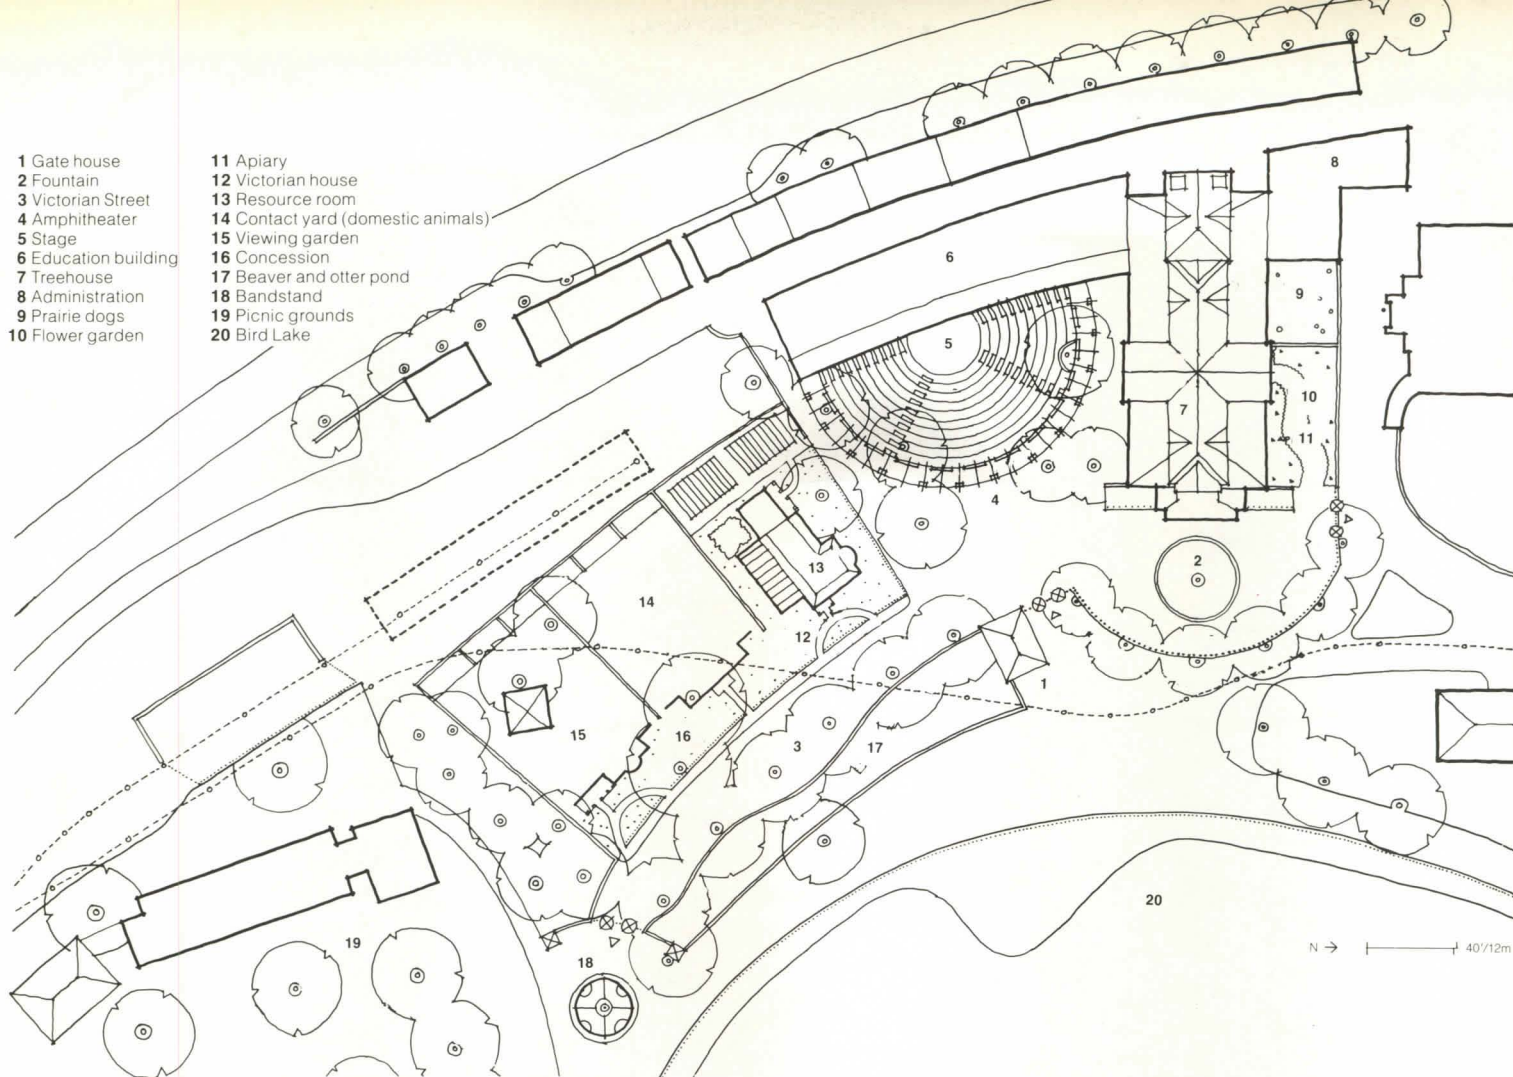 1 Gate house
2 Fountain
3 Victorian Street
4 Amphitheater
5 Stage
6 Education building
7 Treehouse
8 Administration
9 Prairie dogs
10 Flower garden
11 Apiary
12 Victorian house
13 Resource room
14 Contact yard (domestic animals)
15 Viewing garden
16 Concession
17 Beaver and otter pond
18 Bandstand
19 Picnic grounds
20 Bird Lake
8
6
9
5
10
7
11
4
13
2
14
12
1
15
16
3
17
20
19
18
N → 40'/12m